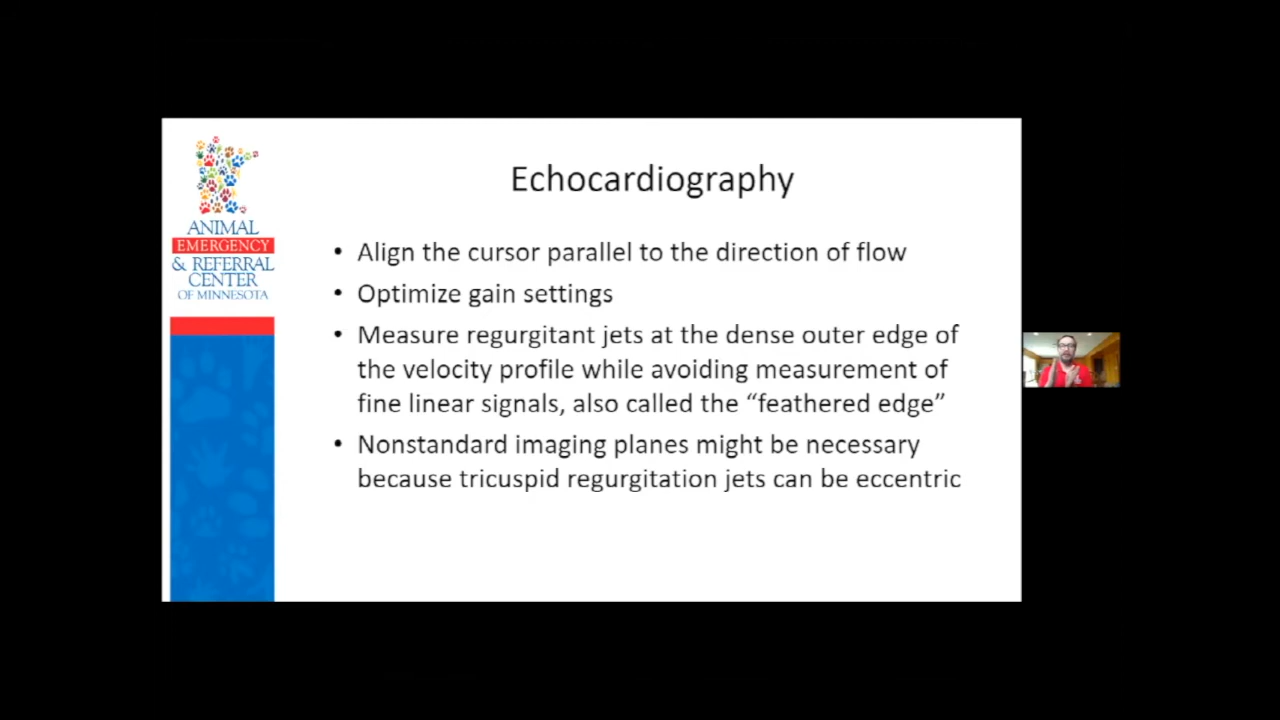 Echocardiography
ANIMAL
EMERGENCY
& REFERRAL
CENTER
OF MINNESOTA
• Align the cursor parallel to the direction of flow
• Optimize gain settings
• Measure regurgitant jets at the dense outer edge of
the velocity profile while avoiding measurement of
fine linear signals, also called the “feathered edge”
• Nonstandard imaging planes might be necessary
because tricuspid regurgitation jets can be eccentric